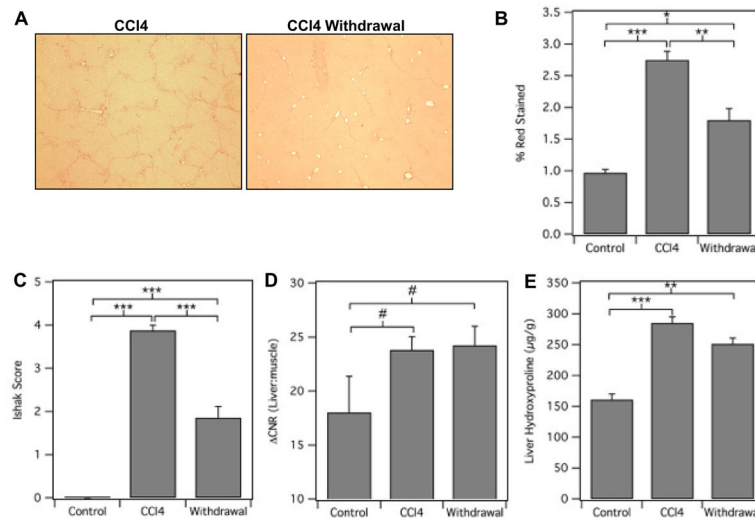 A
CCl4
CCl4 Withdrawal
B
% Red Stained
3.5
3.0
2.5
2.0
1.5
1.0
0.5
0.0
*
***
**
Control
CCl4
Withdrawal
C
Ishak Score
5
4
3
2
1
0
***
***
***
Control
CCl4
Withdrawal
D
ΔCNR (Liver:muscle)
30
25
20
15
10
#
#
Control
CCl4
Withdrawal
E
Liver Hydroxyproline (µg/g)
350
300
250
200
150
100
50
0
**
***
Control
CCl4
Withdrawal